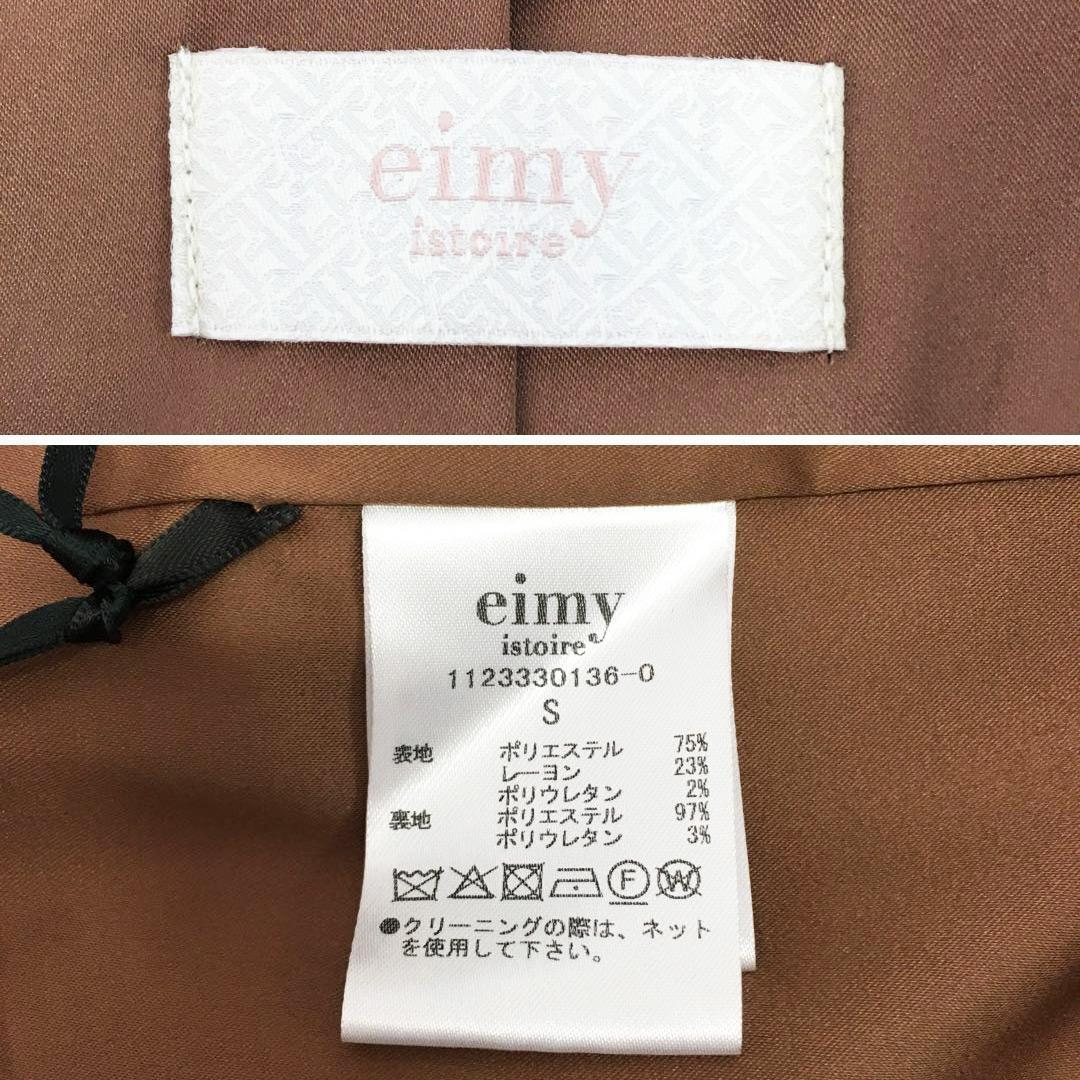 eimy
istoire
eimy
istoire
1123330136-0
S
表地 ポリエステル 75%
レーヨン 23%
ポリウレタン 2%
裏地 ポリエステル 97%
ポリウレタン 3%
F W
●クリーニングの際は、ネット
を使用して下さい。